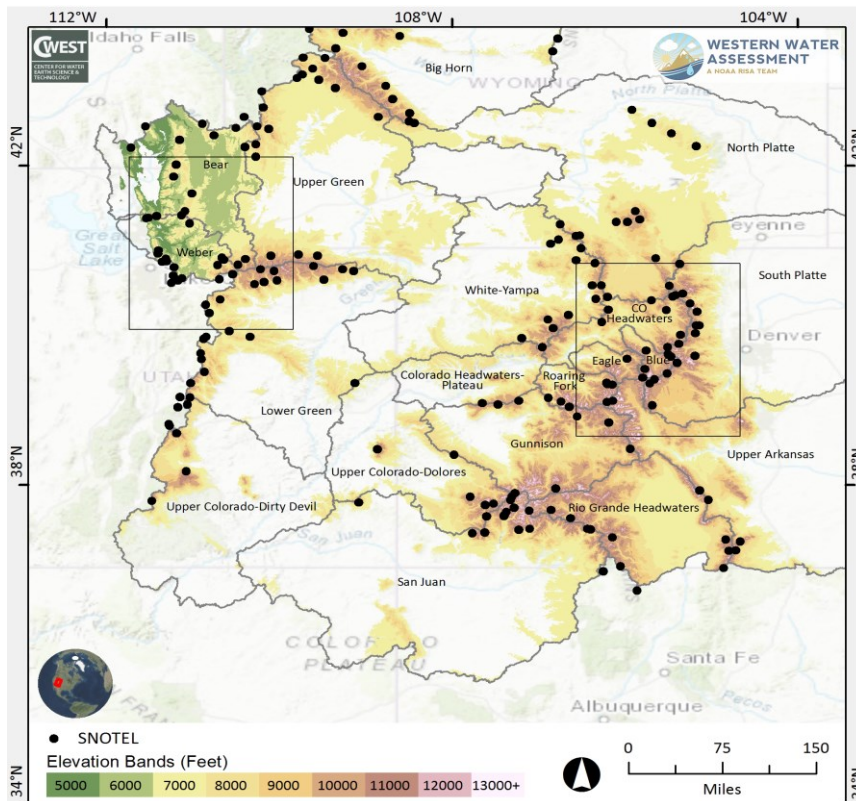 112°W
108°W
104°W
Idaho Falls
CWEST
CENTER FOR WATER
EARTH SCIENCE &
TECHNOLOGY
WESTERN WATER
ASSESSMENT
A NOAA RISA TEAM
Big Horn
WYOMING
North Platte
42°N
North Platte
Bear
Upper Green
eyenne
Great
Salt
Lake
Weber
South Platte
White-Yampa
Green
CO
Headwaters
Denver
Eagle
Blue
UTAH
Colorado Headwaters-
Plateau
Roaring
Fork
Lower Green
Gunnison
Upper Arkansas
38°N
Upper Colorado-Dolores
Upper Colorado-Dirty Devil
Rio Grande Headwaters
San Juan
San Juan
COLORADO
PLATEAU
Santa Fe
Pecos
Albuquerque
SNOTEL
Elevation Bands (Feet)
5000 6000 7000 8000 9000 10000 11000 12000 13000+
0 75 150
Miles
34°N